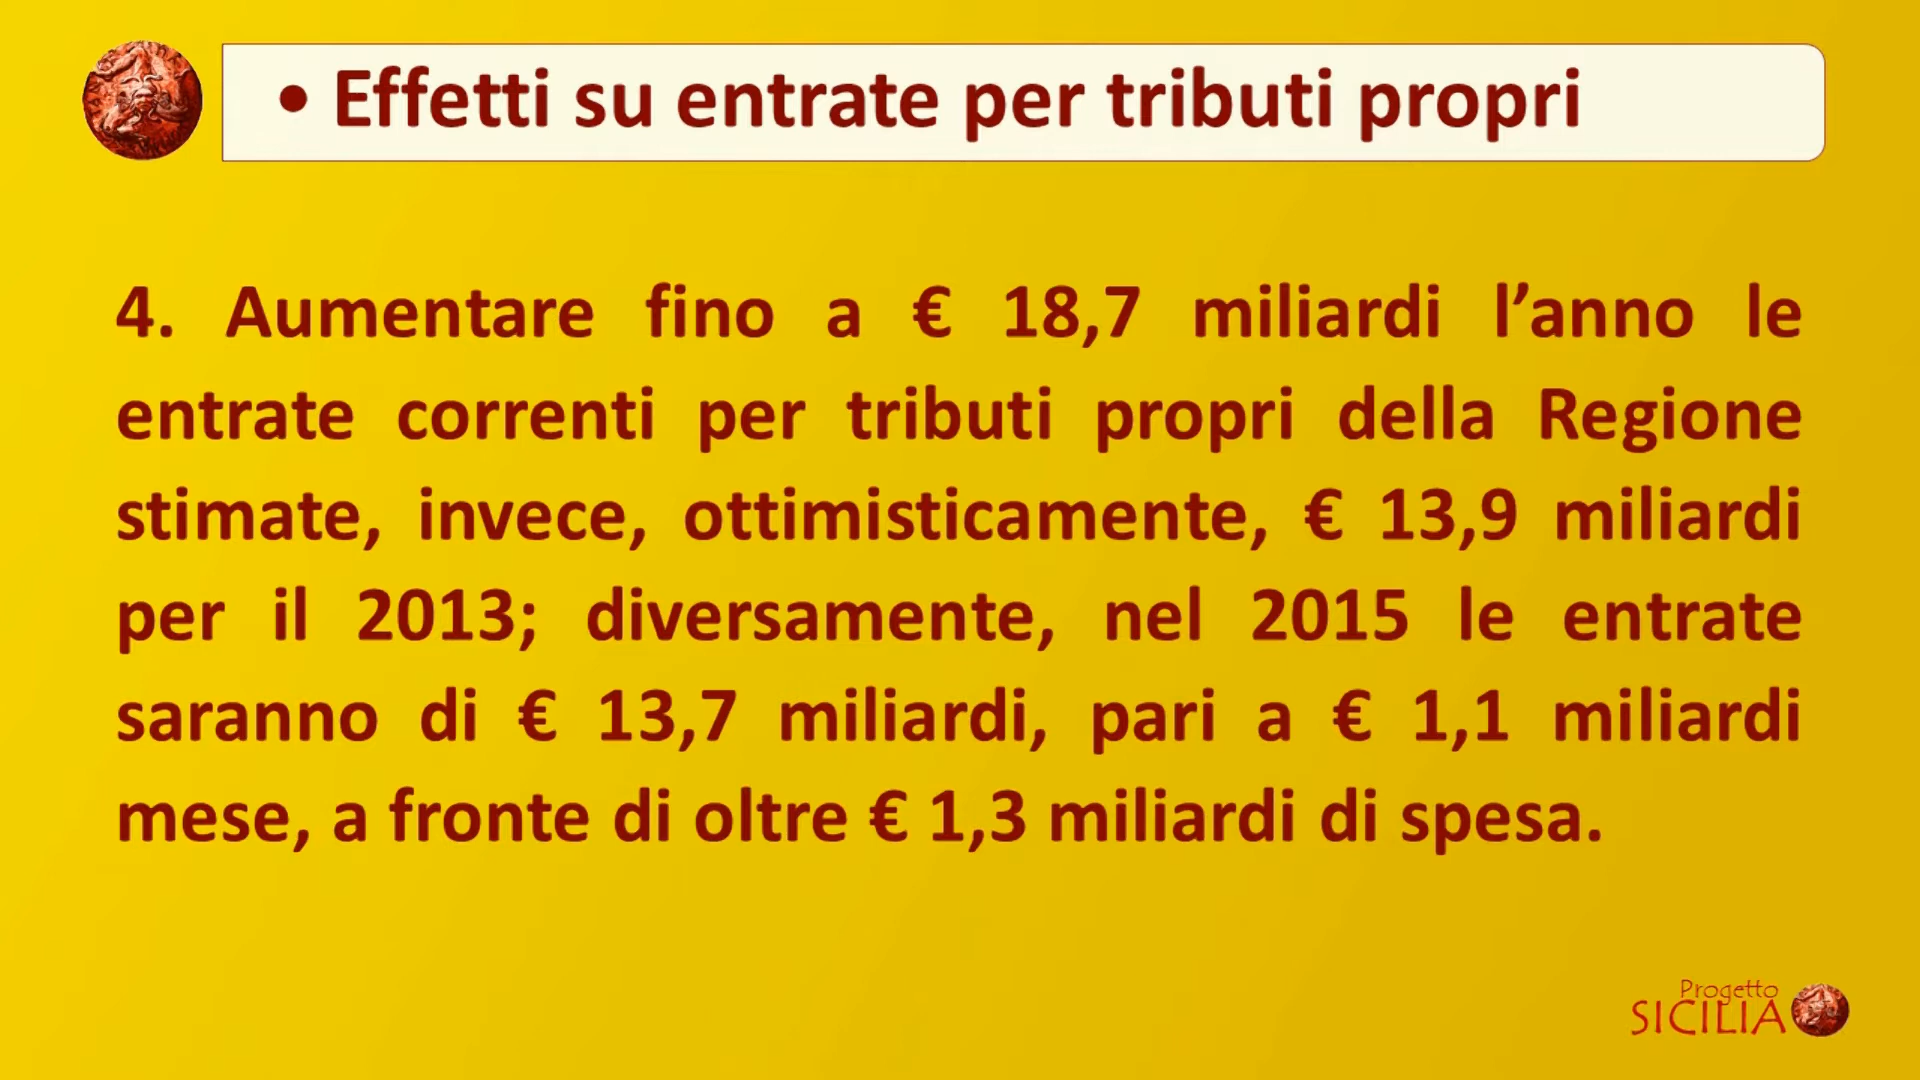 • Effetti su entrate per tributi propri
4. Aumentare fino a € 18,7 miliardi l’anno le
entrate correnti per tributi propri della Regione
stimate, invece, ottimisticamente, € 13,9 miliardi
per il 2013; diversamente, nel 2015 le entrate
saranno di € 13,7 miliardi, pari a € 1,1 miliardi
mese, a fronte di oltre € 1,3 miliardi di spesa.
Progetto
SICILIA